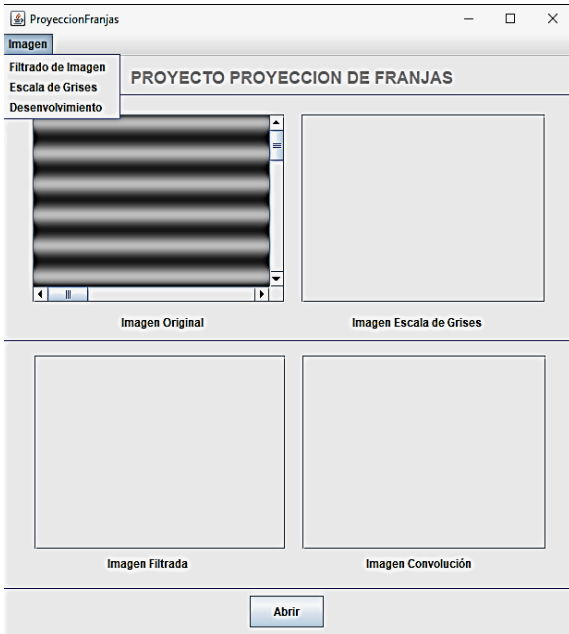 ProyeccionFranjas
Imagen
Filtrado de Imagen
Escala de Grises
Desenvolvimiento
PROYECTO PROYECCION DE FRANJAS
Imagen Original
Imagen Escala de Grises
Imagen Filtrada
Imagen Convolución
Abrir